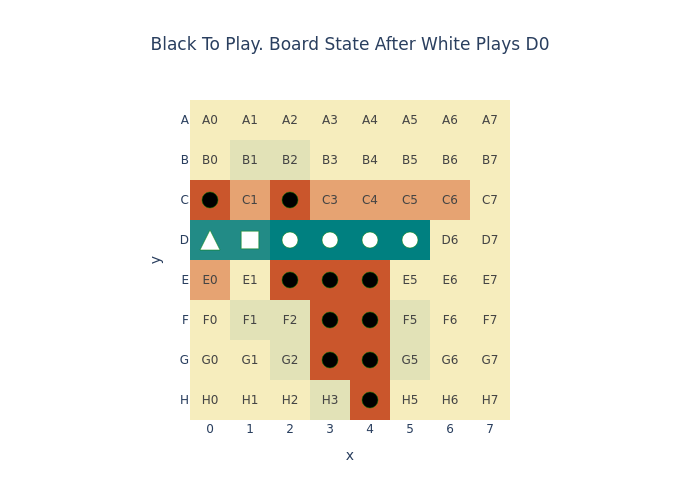 Black To Play. Board State After White Plays D0
A A0 A1 A2 A3 A4 A5 A6 A7
B B0 B1 B2 B3 B4 B5 B6 B7
C C1 C3 C4 C5 C6 C7
D D6 D7
y
E E0 E1 E5 E6 E7
F F0 F1 F2 F5 F6 F7
G G0 G1 G2 G5 G6 G7
H H0 H1 H2 H3 H5 H6 H7
0 1 2 3 4 5 6 7
x